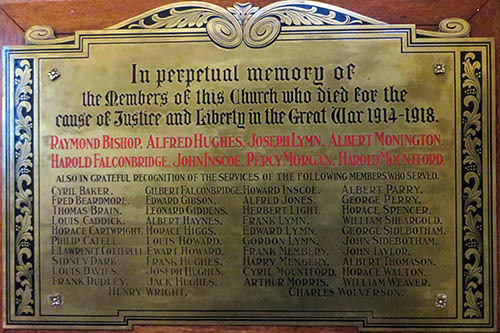 In perpetual memory of
the Members of this Church who died for the
cause of Justice and Liberty in the Great War 1914-1918.
RAYMOND BISHOP, ALFRED HUGHES, JOSEPH LYMN, ALBERT MONINGTON,
HAROLD FALCONBRIDGE, JOHN INSCOE, PERCY MORGAN, HAROLD MOUNTFORD.
ALSO IN GRATEFUL RECOGNITION OF THE SERVICES OF THE FOLLOWING MEMBERS WHO SERVED.
CYRIL BAKER, GILBERT FALCONBRIDGE, HOWARD INSCOE, ALBERT PARRY,
FRED BEARDMORE, EDWARD GIBSON, ALFRED JONES, GEORGE PERRY,
THOMAS BRAIN, LEONARD GIDDENS, HERBERT LIGHT, HORACE SPENCER,
LOUIS CADDICK, ALBERT HAYNES, FRANK LYMN, WILLIAM SHEARGOLD,
HORACE CARTWRIGHT, HORACE HIGGS, EDWARD LYMN, GEORGE SIDEBOTHAM,
PHILIP CATELL, LOUIS HOWARD, GORDON LYMN, JOHN SIDEBOTHAM,
E. LAWRENCE COTTERELL, EWART HOWARD, FRANK MEMBERY, JOHN TAYLOR,
SIDNEY DAVIS, FRANK HUGHES, HARRY MEMBERY, ALBERT THOMASON,
LOUIS DAVIES, JOSEPH HUGHES, CYRIL MOUNTFORD, HORACE WALTON,
FRANK DUDLEY, JACK HUGHES, ARTHUR MORRIS, WILLIAM WEAVER,
HENRY WRIGHT, CHARLES WOLVERSON.